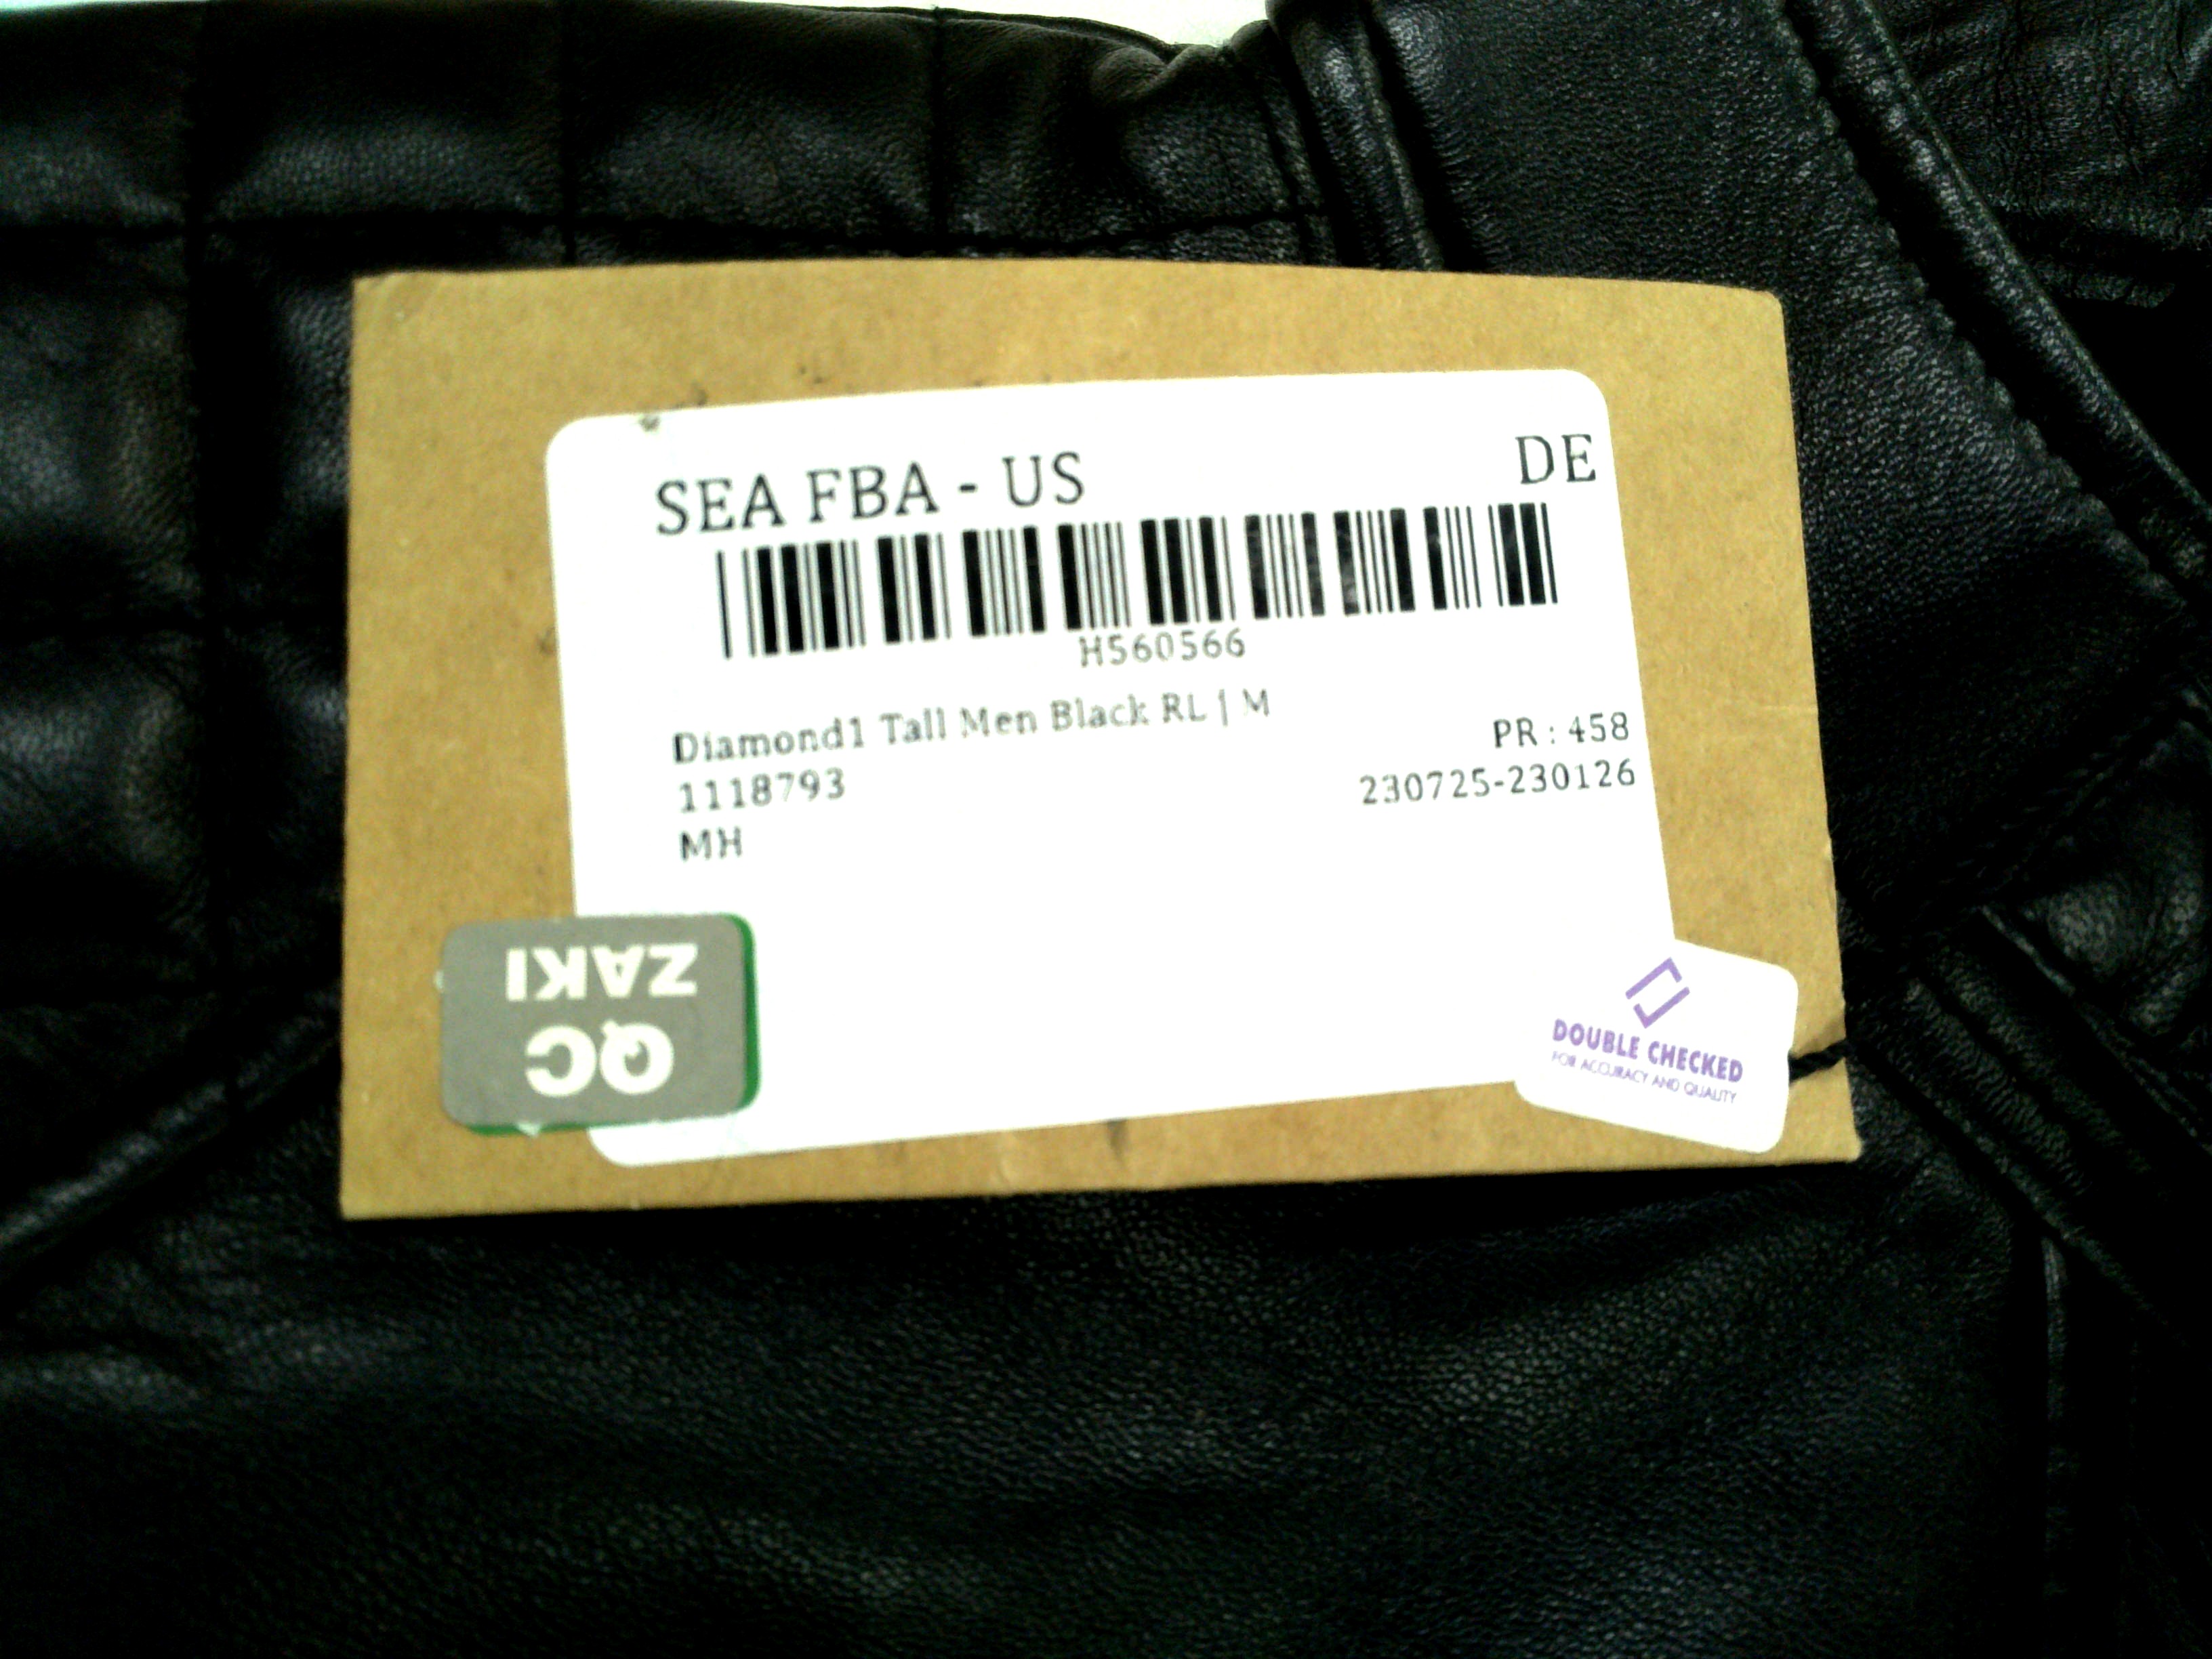 SEA FBA - US
DE
H560566
Diamond1 Tall Men Black RL | M
PR : 458
1118793
230725-230126
MH
QC
ZAKI
DOUBLE CHECKED
FOR ACCURACY AND QUALITY